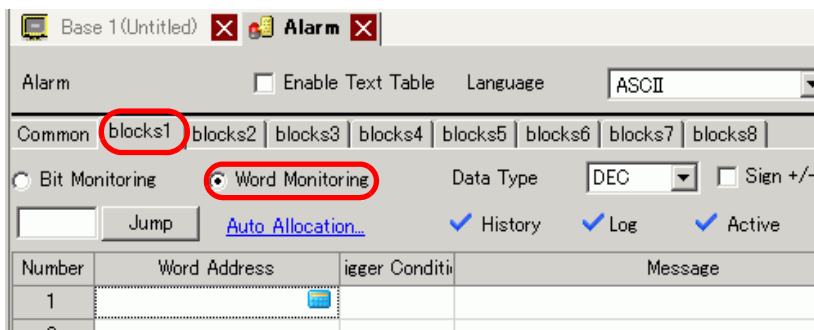 Base 1(Untitled) Alarm
Alarm Enable Text Table Language ASCII
Common blocks1 blocks2 blocks3 blocks4 blocks5 blocks6 blocks7 blocks8
Bit Monitoring Word Monitoring Data Type DEC Sign +/-
Jump Auto Allocation... History Log Active
Number Word Address igger Conditi Message
1